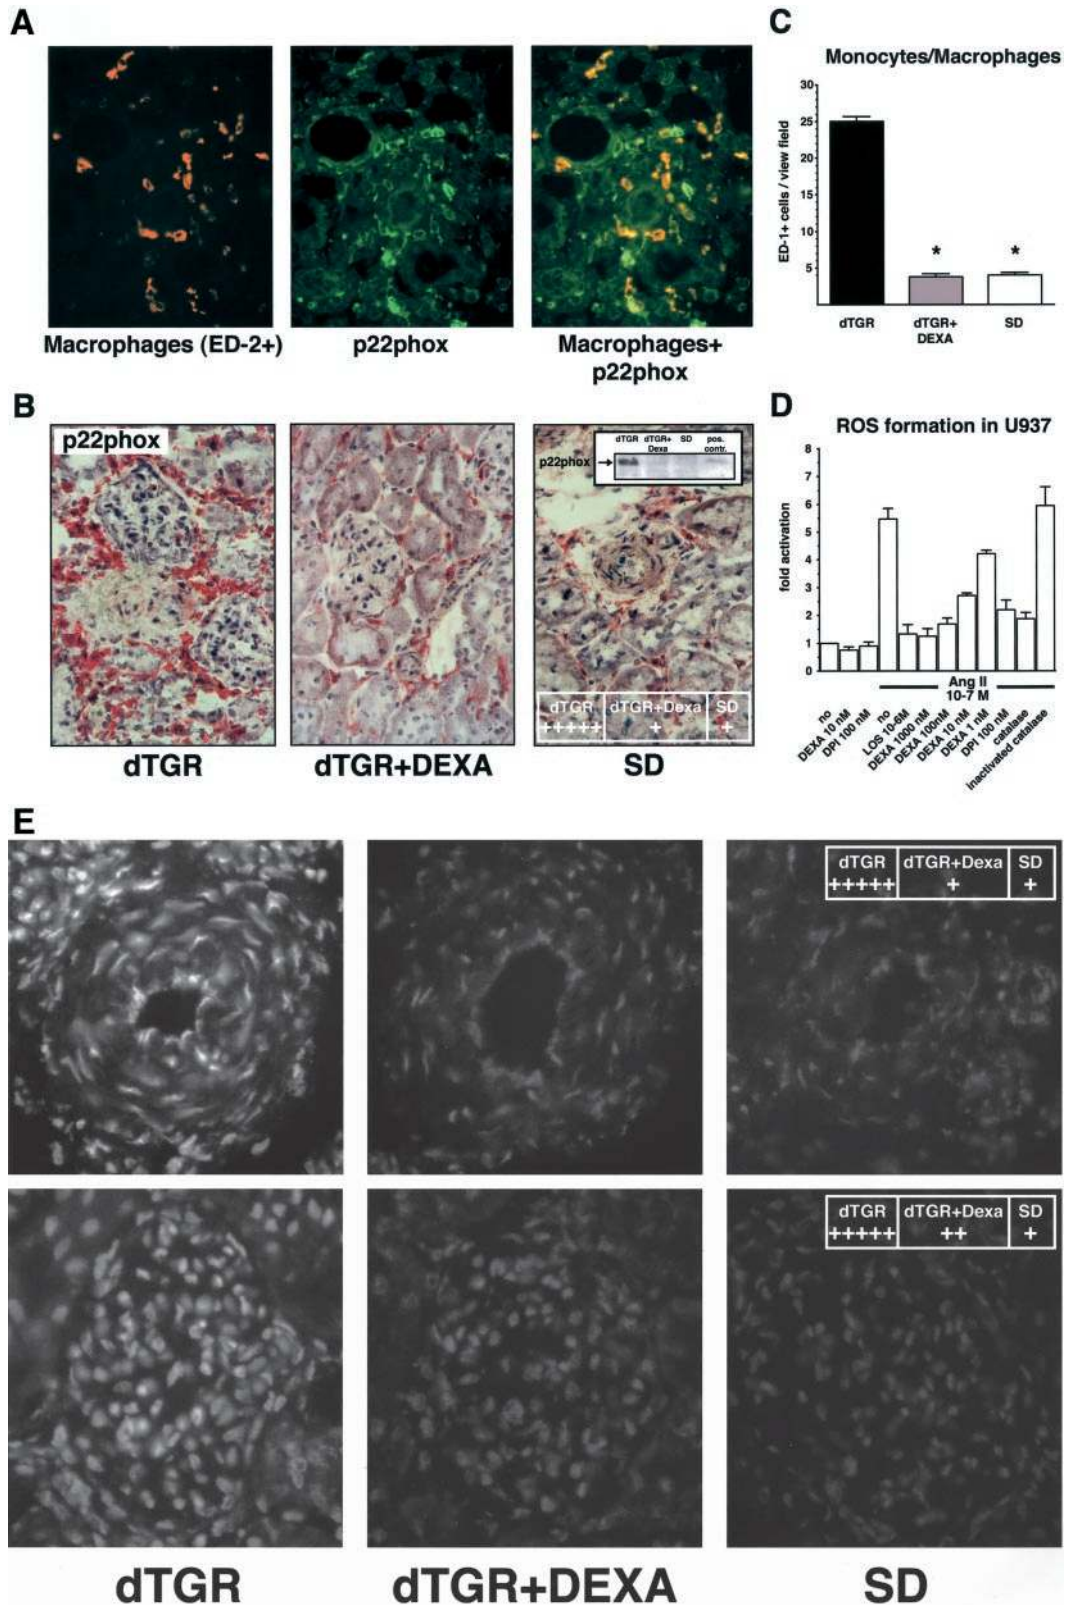 A
Macrophages (ED-2+)
p22phox
Macrophages+
p22phox
C
Monocytes/Macrophages
ED-1+ cells / view field
30
25
20
15
10
5
*
*
dTGR
dTGR+
DEXA
SD
B
p22phox
dTGR
dTGR+
Dexa
SD
pos.
contr.
p22phox
dTGR
dTGR+Dexa
SD
+++++
+
+
dTGR
dTGR+DEXA
SD
D
ROS formation in U937
fold activation
8
7
6
5
4
3
2
1
0
no
DEXA 10 nM
DPI 100 nM
no
LOS 10-6M
DEXA 1000 nM
DEXA 100nM
DEXA 10 nM
DEXA 1 nM
DPI 100 nM
catalase
inactivated catalase
Ang II
10-7 M
E
dTGR
dTGR+Dexa
SD
+++++
+
+
dTGR
dTGR+Dexa
SD
+++++
++
+
dTGR
dTGR+DEXA
SD